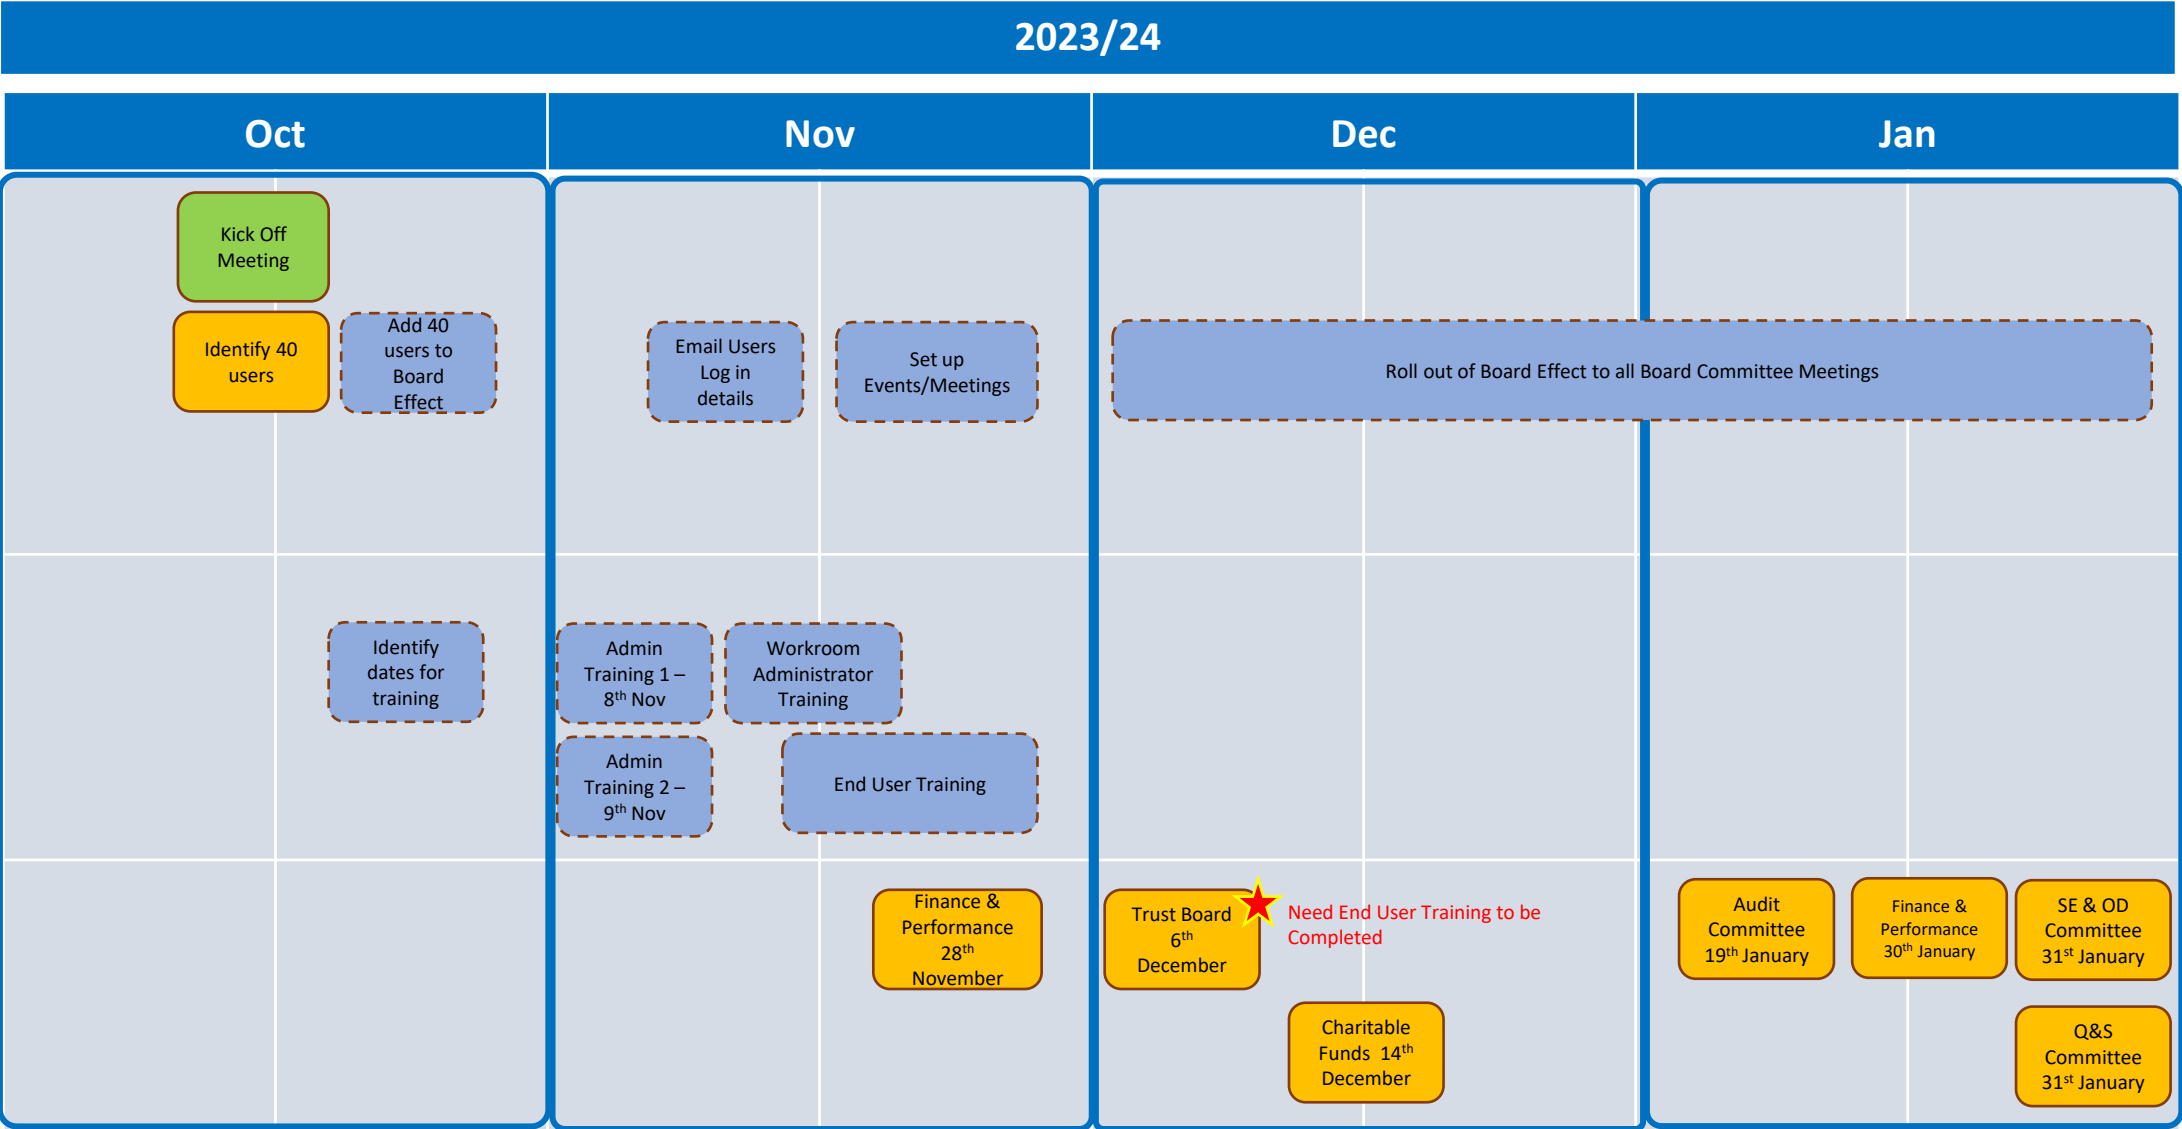 2023/24
Oct
Nov
Dec
Jan
Kick Off
Meeting
Identify 40
users
Add 40
users to
Board
Effect
Email Users
Log in
details
Set up
Events/Meetings
Roll out of Board Effect to all Board Committee Meetings
Identify
dates for
training
Admin
Training 1 –
8th Nov
Workroom
Administrator
Training
Admin
Training 2 –
9th Nov
End User Training
Finance &
Performance
28th
November
Trust Board
6th
December
Need End User Training to be
Completed
Charitable
Funds 14th
December
Audit
Committee
19th January
Finance &
Performance
30th January
SE & OD
Committee
31st January
Q&S
Committee
31st January